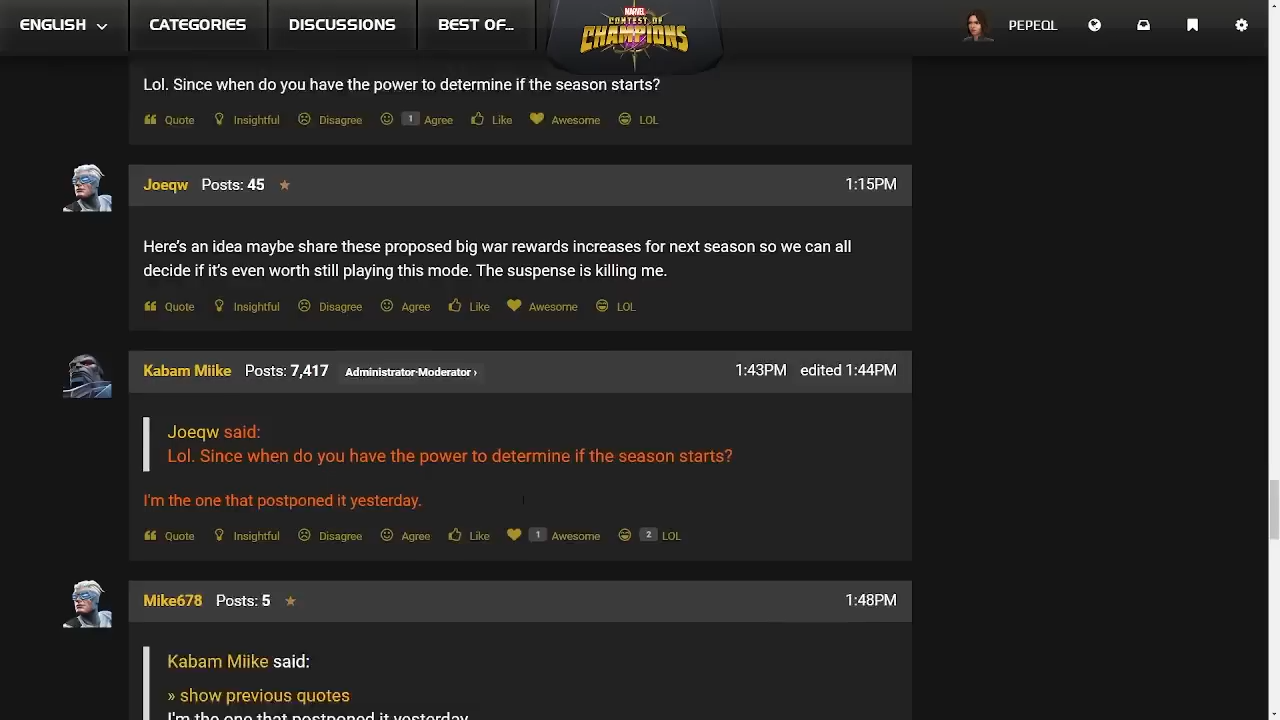 ENGLISH CATEGORIES DISCUSSIONS BEST OF... MARVEL CONTEST OF CHAMPIONS PEPEQL
Lol. Since when do you have the power to determine if the season starts?
Quote Insightful Disagree 1 Agree Like Awesome LOL
Joeqw Posts: 45 1:15PM
Here's an idea maybe share these proposed big war rewards increases for next season so we can all
decide if it's even worth still playing this mode. The suspense is killing me.
Quote Insightful Disagree Agree Like Awesome LOL
Kabam Miike Posts: 7,417 Administrator-Moderator › 1:43PM edited 1:44PM
Joeqw said:
Lol. Since when do you have the power to determine if the season starts?
I'm the one that postponed it yesterday.
Quote Insightful Disagree Agree Like 1 Awesome 2 LOL
Mike678 Posts: 5 1:48PM
Kabam Miike said:
» show previous quotes
I'm the one that postponed it yesterday.